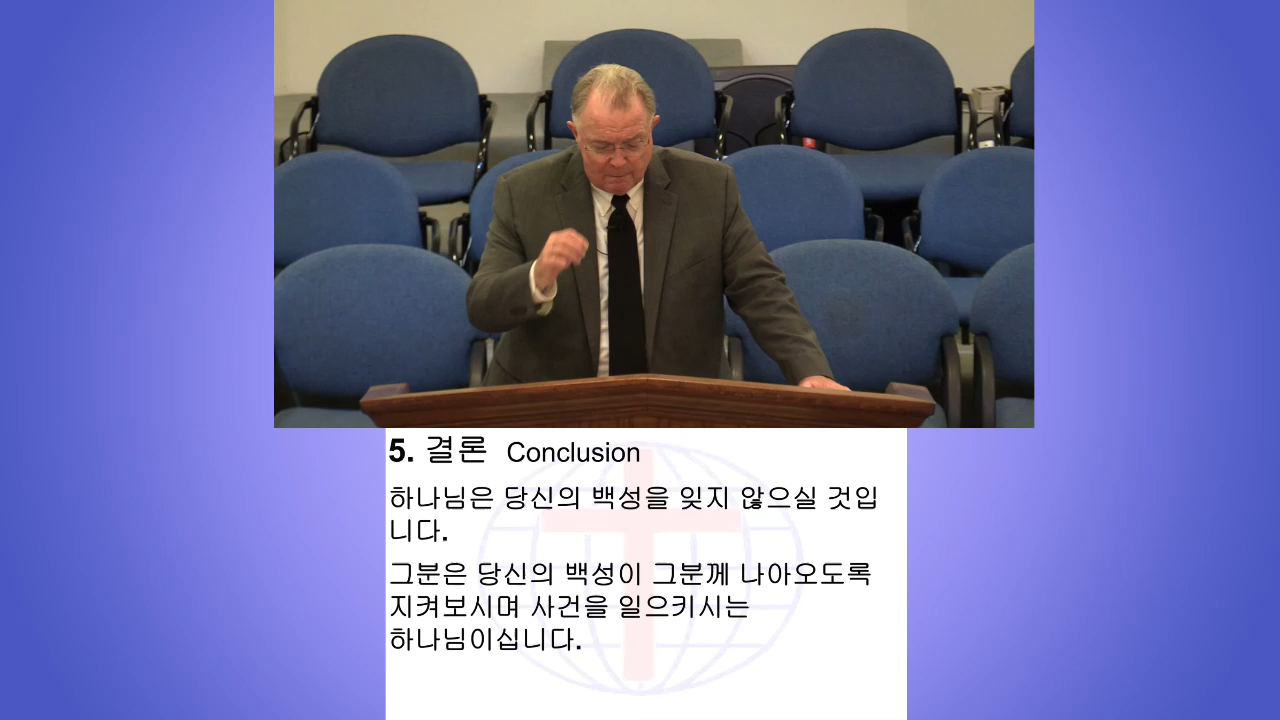 5. 결론 Conclusion
하나님은 당신의 백성을 잊지 않으실 것입
니다.
그분은 당신의 백성이 그분께 나아오도록
지켜보시며 사건을 일으키시는
하나님이십니다.